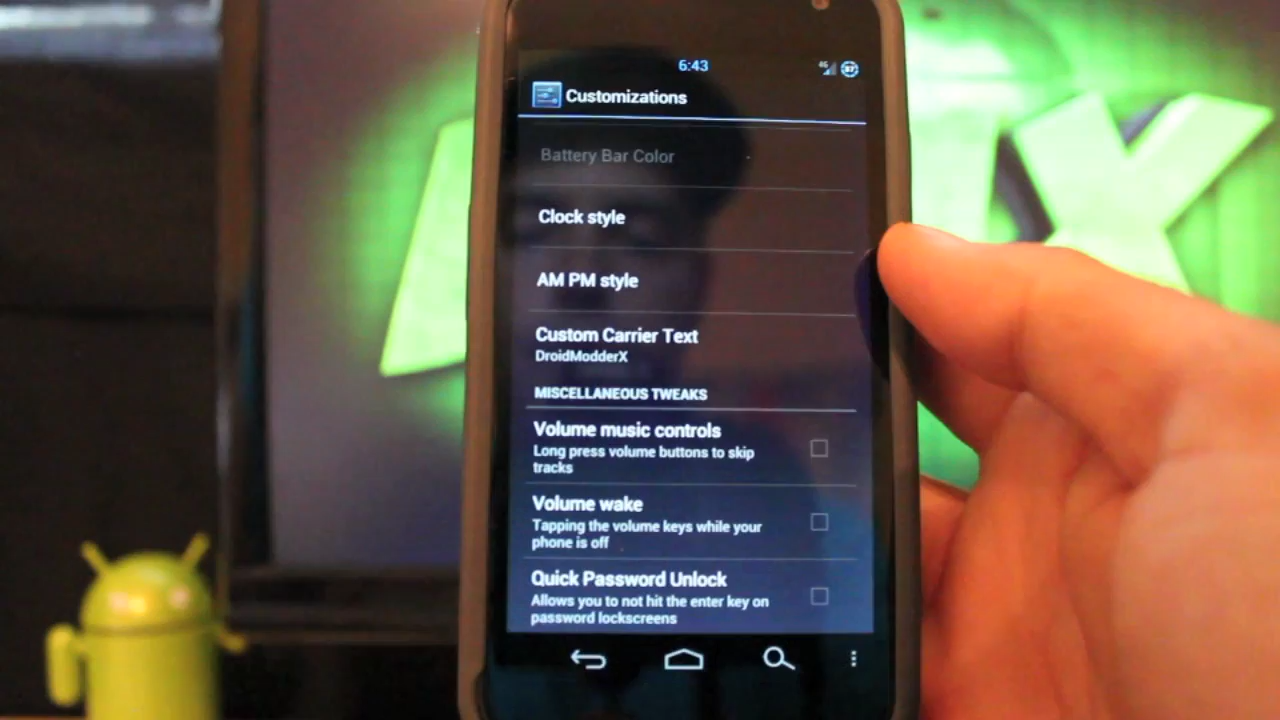 6:43
4G
Customizations
Battery Bar Color
Clock style
AM PM style
Custom Carrier Text
DroidModderX
MISCELLANEOUS TWEAKS
Volume music controls
Long press volume buttons to skip
tracks
Volume wake
Tapping the volume keys while your
phone is off
Quick Password Unlock
Allows you to not hit the enter key on
password lockscreens
X